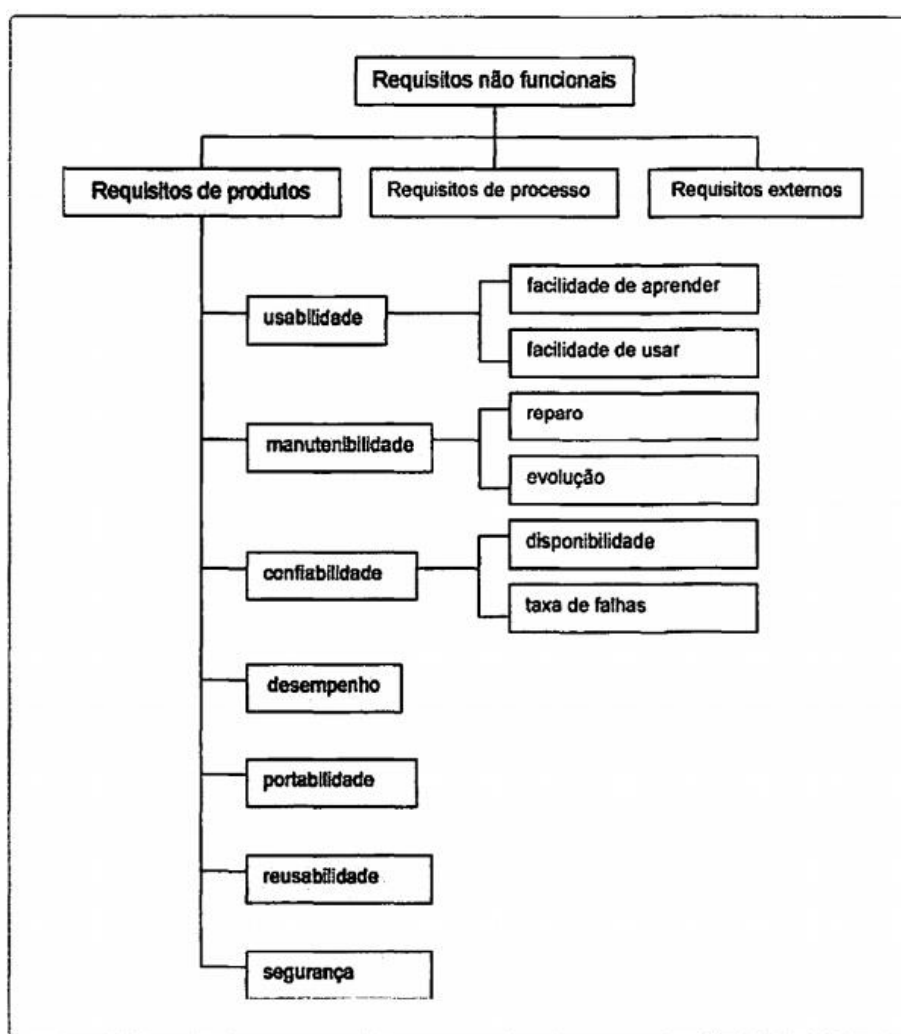 Requisitos não funcionais
Requisitos de produtos
Requisitos de processo
Requisitos externos
usabilidade
facilidade de aprender
facilidade de usar
manutenibilidade
reparo
evolução
confiabilidade
disponibilidade
taxa de falhas
desempenho
portabilidade
reusabilidade
segurança